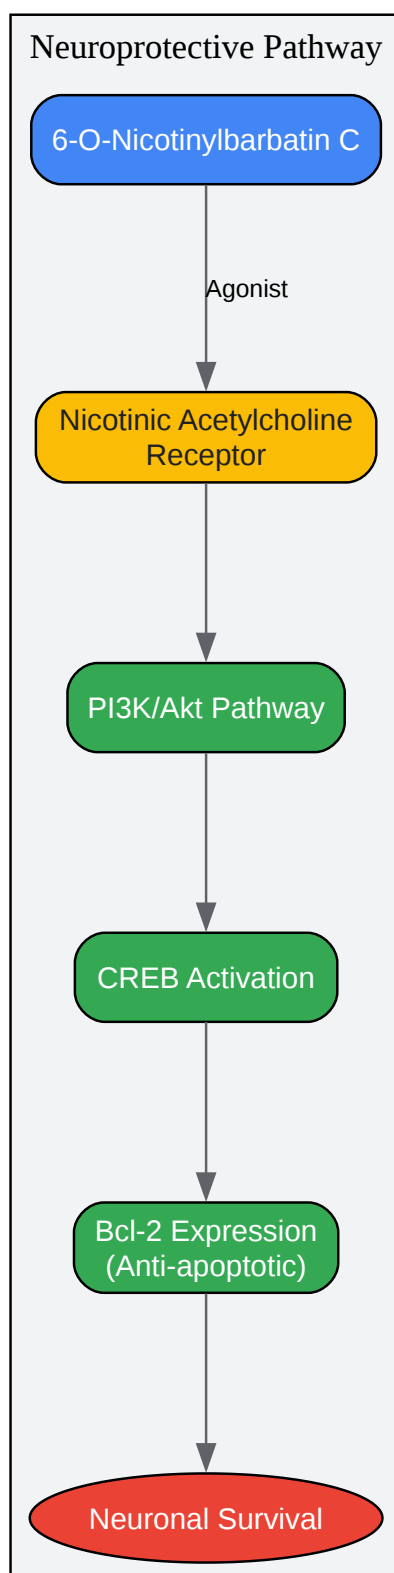 Neuroprotective Pathway
6-O-Nicotinylbarbatin C
Agonist
Nicotinic Acetylcholine
Receptor
PI3K/Akt Pathway
CREB Activation
Bcl-2 Expression
(Anti-apoptotic)
Neuronal Survival